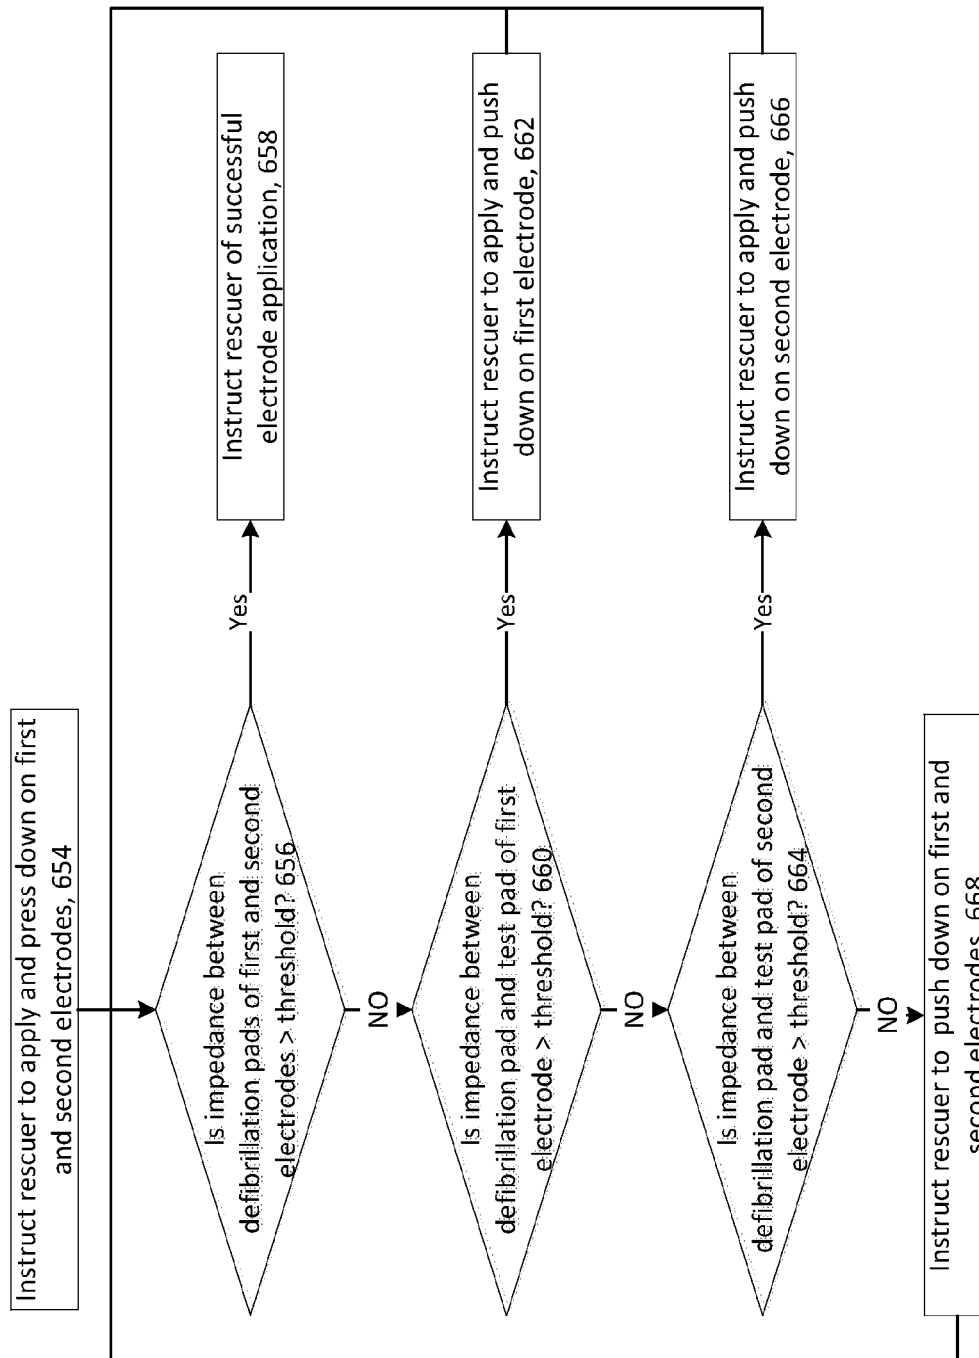 Instruct rescuer to apply and press down on first
and second electrodes, 654
Is impedance between
defibrillation pads of first and second
electrodes > threshold? 656
Yes
Instruct rescuer of successful
electrode application, 658
NO
Is impedance between
defibrillation pad and test pad of first
electrode > threshold? 660
Yes
Instruct rescuer to apply and push
down on first electrode, 662
NO
Is impedance between
defibrillation pad and test pad of second
electrode > threshold? 664
Yes
Instruct rescuer to apply and push
down on second electrode, 666
NO
Instruct rescuer to push down on first and
second electrodes, 668